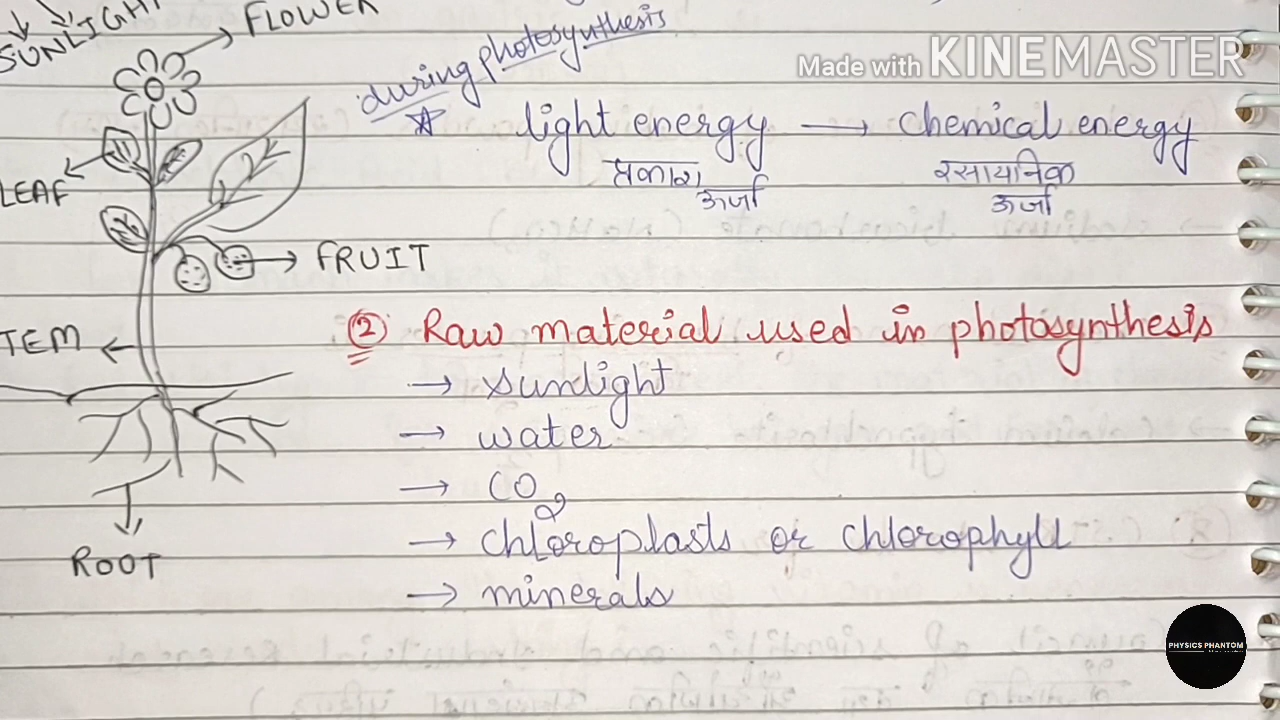 SUNLIGHT
FLOWER
during photosynthesis
Made with KINEMASTER
light energy → chemical energy
प्रकाश रसायनिक
ऊर्जा ऊर्जा
LEAF
FRUIT
② Raw material used in photosynthesis
TEM
→ sunlight
→ water
→ CO₂
→ chloroplasts or chlorophyll
ROOT
→ minerals
PHYSICS PHANTOM